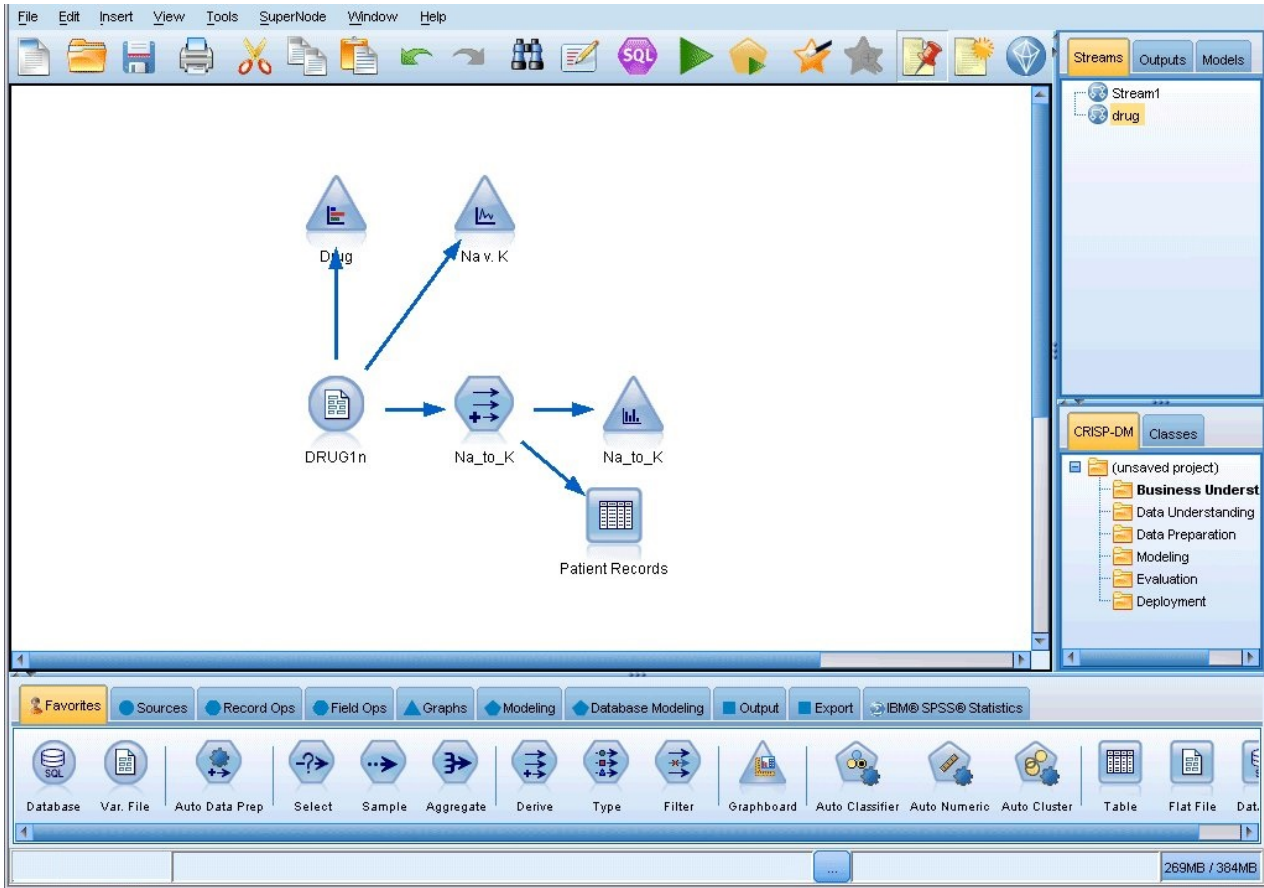 File Edit Insert View Tools SuperNode Window Help
SQL
Streams Outputs Models
Stream1
drug
Drug
Na v. K
DRUG1n
Na_to_K
Na_to_K
Patient Records
CRISP-DM Classes
(unsaved project)
Business Underst
Data Understanding
Data Preparation
Modeling
Evaluation
Deployment
Favorites Sources Record Ops Field Ops Graphs Modeling Database Modeling Output Export IBM® SPSS® Statistics
SQL
Database Var. File Auto Data Prep Select Sample Aggregate Derive Type Filter Graphboard Auto Classifier Auto Numeric Auto Cluster Table Flat File Dat.
...
269MB / 384MB